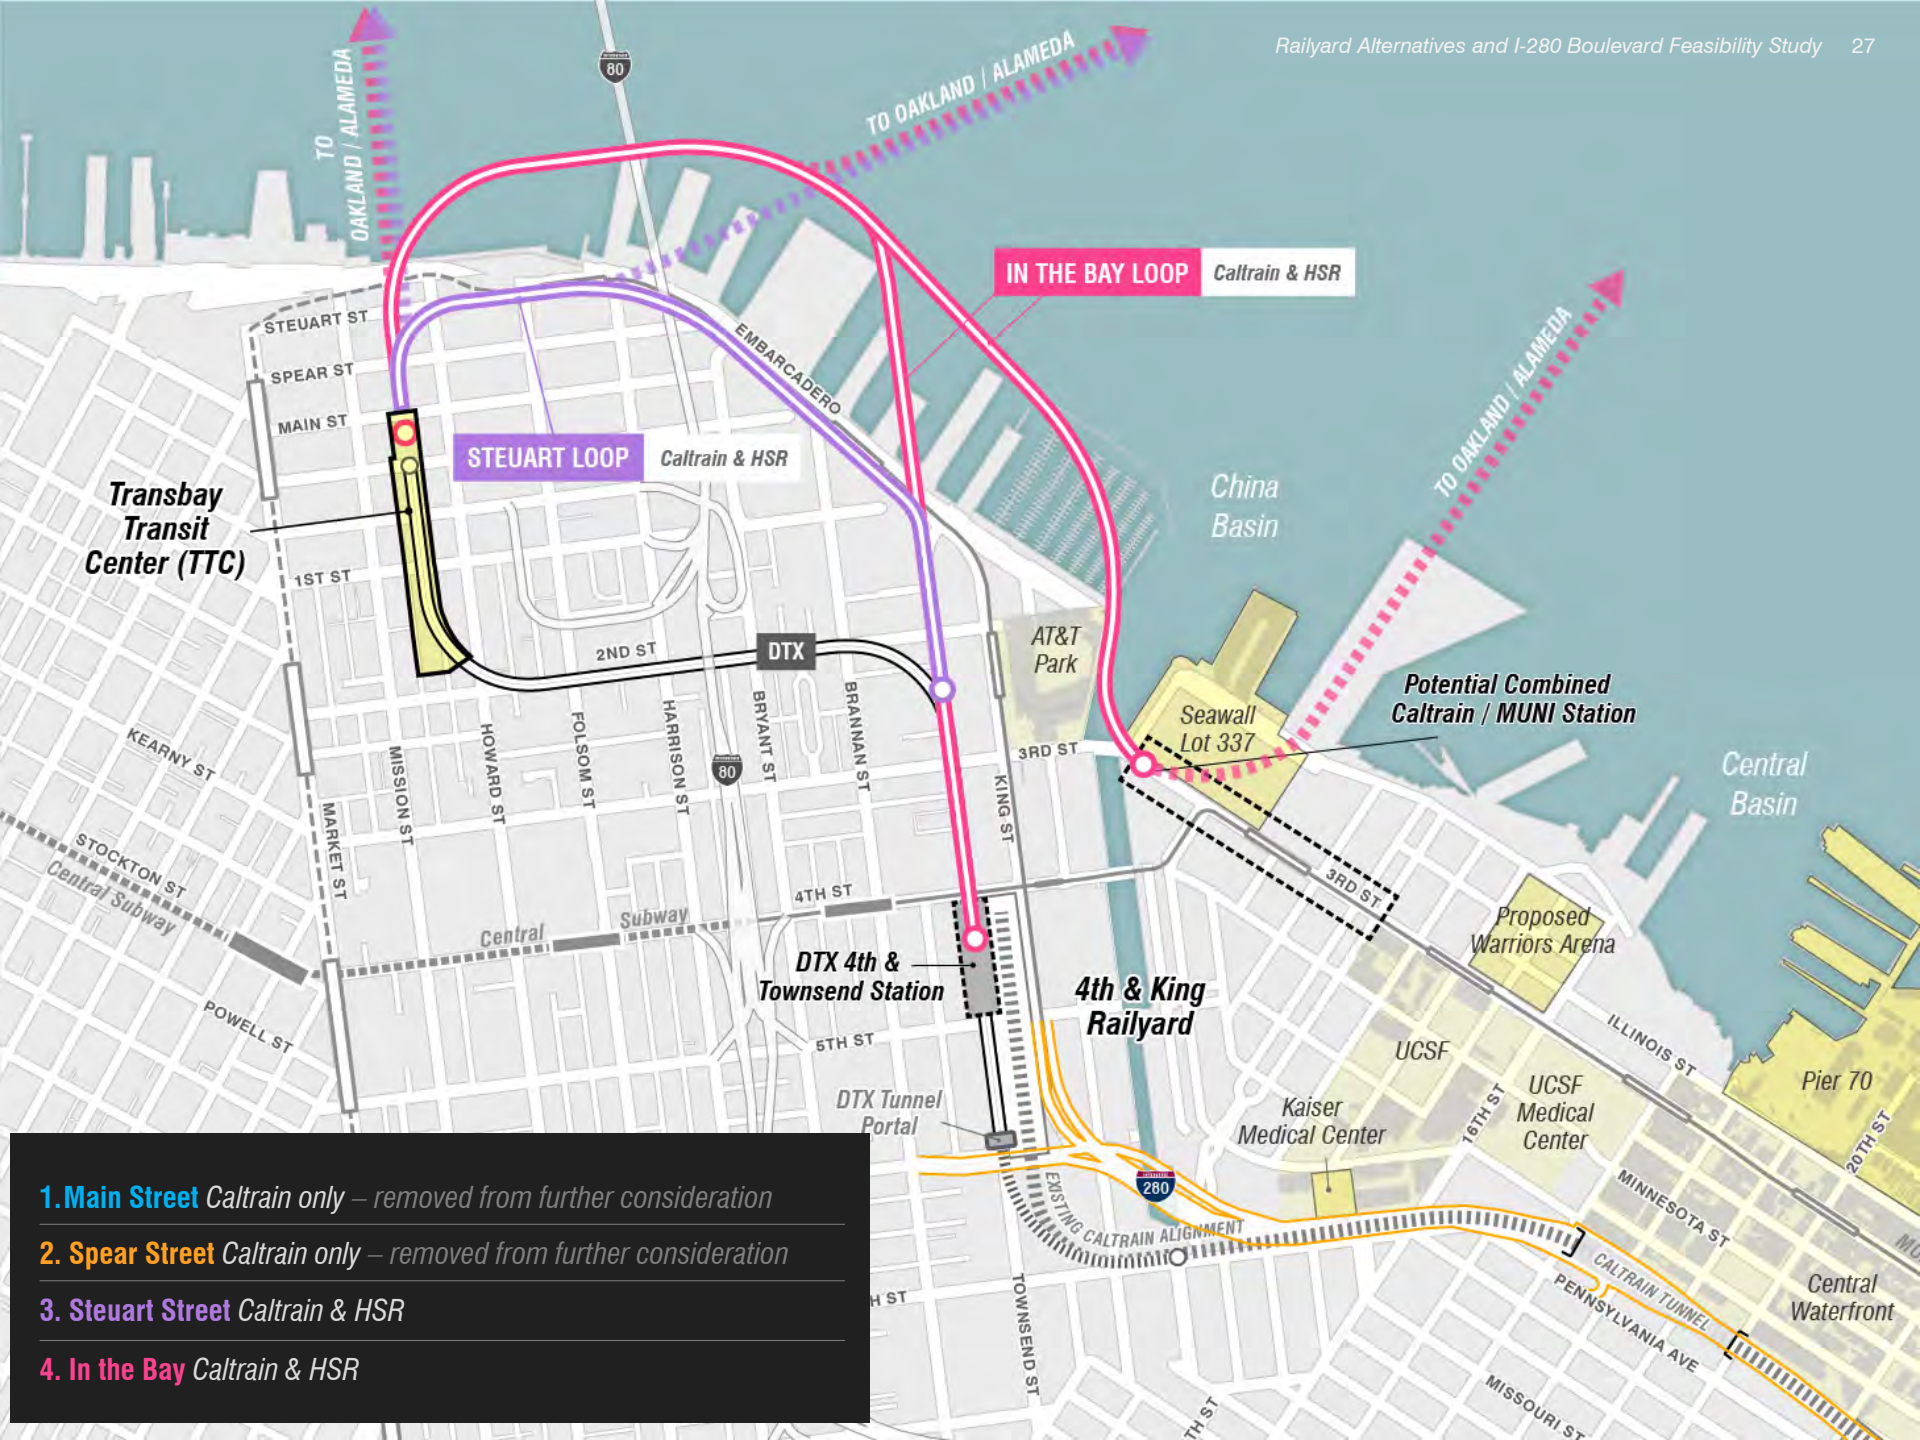 Railyard Alternatives and I-280 Boulevard Feasibility Study 27
TO
OAKLAND / ALAMEDA
80
TO OAKLAND / ALAMEDA
IN THE BAY LOOP Caltrain & HSR
TO OAKLAND / ALAMEDA
STEUART ST
SPEAR ST
MAIN ST
EMBARCADERO
STEUART LOOP Caltrain & HSR
China
Basin
Transbay
Transit
Center (TTC)
1ST ST
2ND ST
DTX
AT&T
Park
Seawall
Lot 337
Potential Combined
Caltrain / MUNI Station
Central
Basin
KEARNY ST
MARKET ST
MISSION ST
HOWARD ST
FOLSOM ST
HARRISON ST
80
BRYANT ST
BRANNAN ST
KING ST
3RD ST
STOCKTON ST
Central Subway
Central
Subway
4TH ST
3RD ST
Proposed
Warriors Arena
DTX 4th &
Townsend Station
4th & King
Railyard
POWELL ST
5TH ST
UCSF
ILLINOIS ST
Pier 70
DTX Tunnel
Portal
Kaiser
Medical Center
16TH ST
UCSF
Medical
Center
20TH ST
280
EXISTING CALTRAIN ALIGNMENT
MINNESOTA ST
MU
CALTRAIN TUNNEL
PENNSYLVANIA AVE
Central
Waterfront
H ST
TOWNSEND ST
MISSOURI ST
TH ST
1. Main Street Caltrain only – removed from further consideration
2. Spear Street Caltrain only – removed from further consideration
3. Steuart Street Caltrain & HSR
4. In the Bay Caltrain & HSR